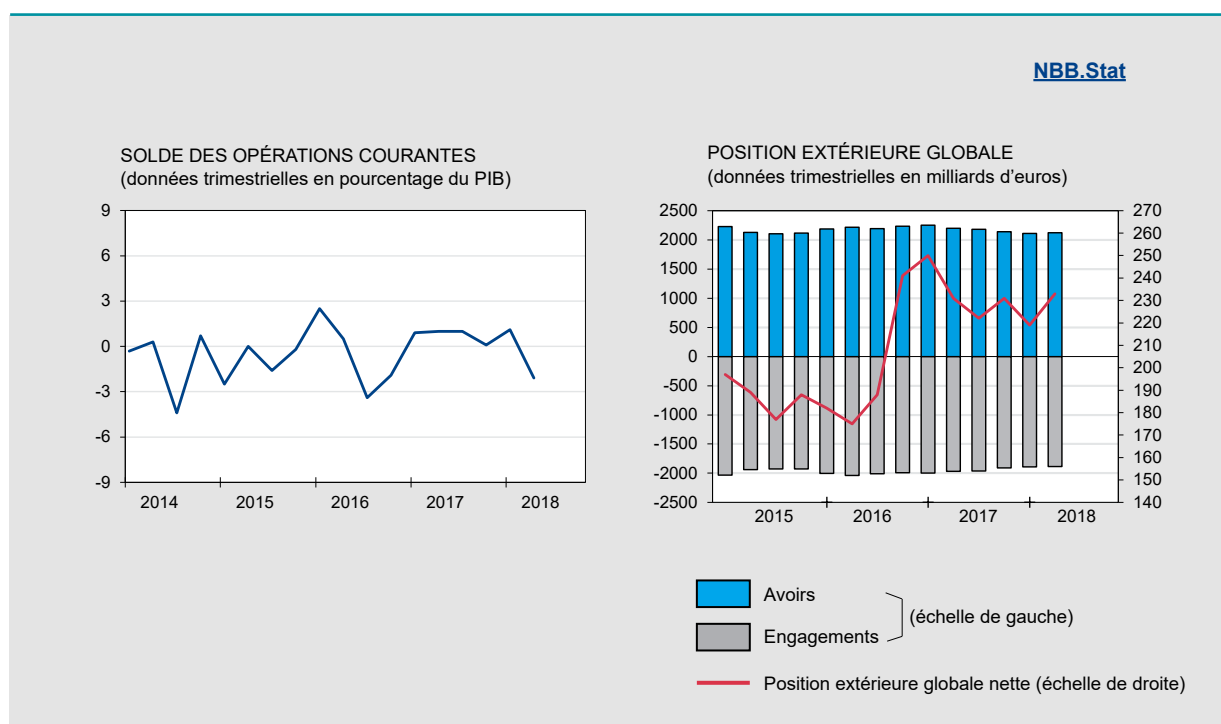 NBB.Stat
SOLDE DES OPÉRATIONS COURANTES
(données trimestrielles en pourcentage du PIB)
9
6
3
0
-3
-6
-9
2014 2015 2016 2017 2018
POSITION EXTÉRIEURE GLOBALE
(données trimestrielles en milliards d’euros)
2500 270
2000 260
1500 250
1000 240
500 230
0 220
-500 210
-1000 200
-1500 190
-2000 180
-2500 170
160
150
140
2015 2016 2017 2018
Avoirs
(échelle de gauche)
Engagements
Position extérieure globale nette (échelle de droite)